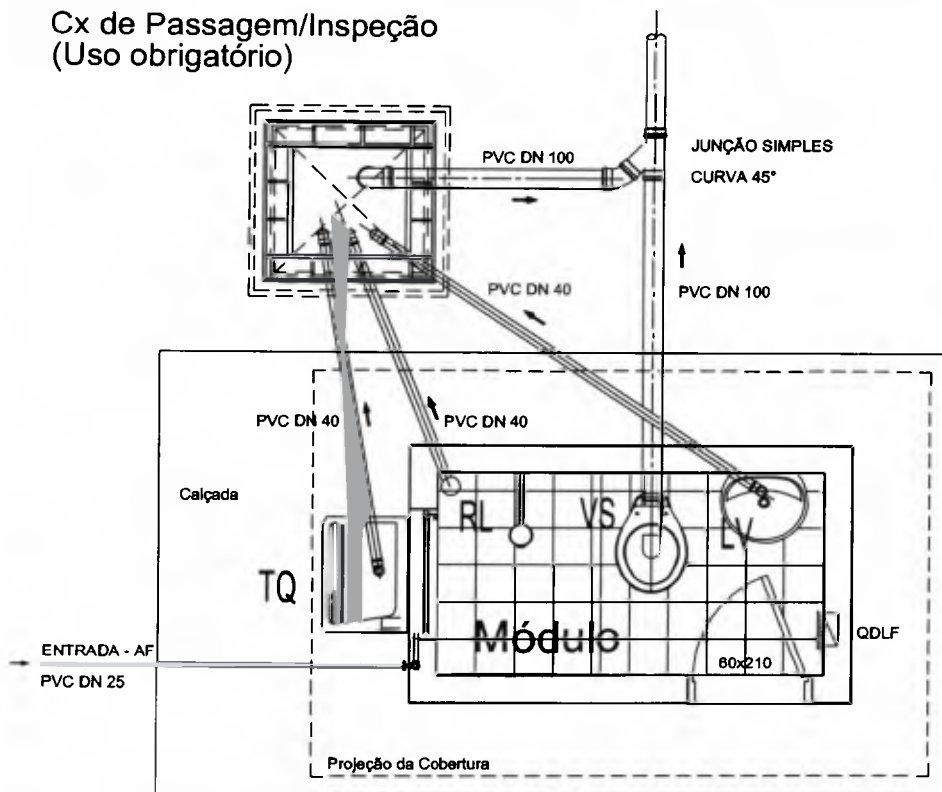 Cx de Passagem/Inspeção
(Uso obrigatório)
PVC DN 100
JUNÇÃO SIMPLES
CURVA 45°
PVC DN 40
PVC DN 100
PVC DN 40
PVC DN 40
Calçada
RL
VS
LV
TQ
Módulo
QDLF
ENTRADA - AF
60x210
PVC DN 25
Projeção da Cobertura